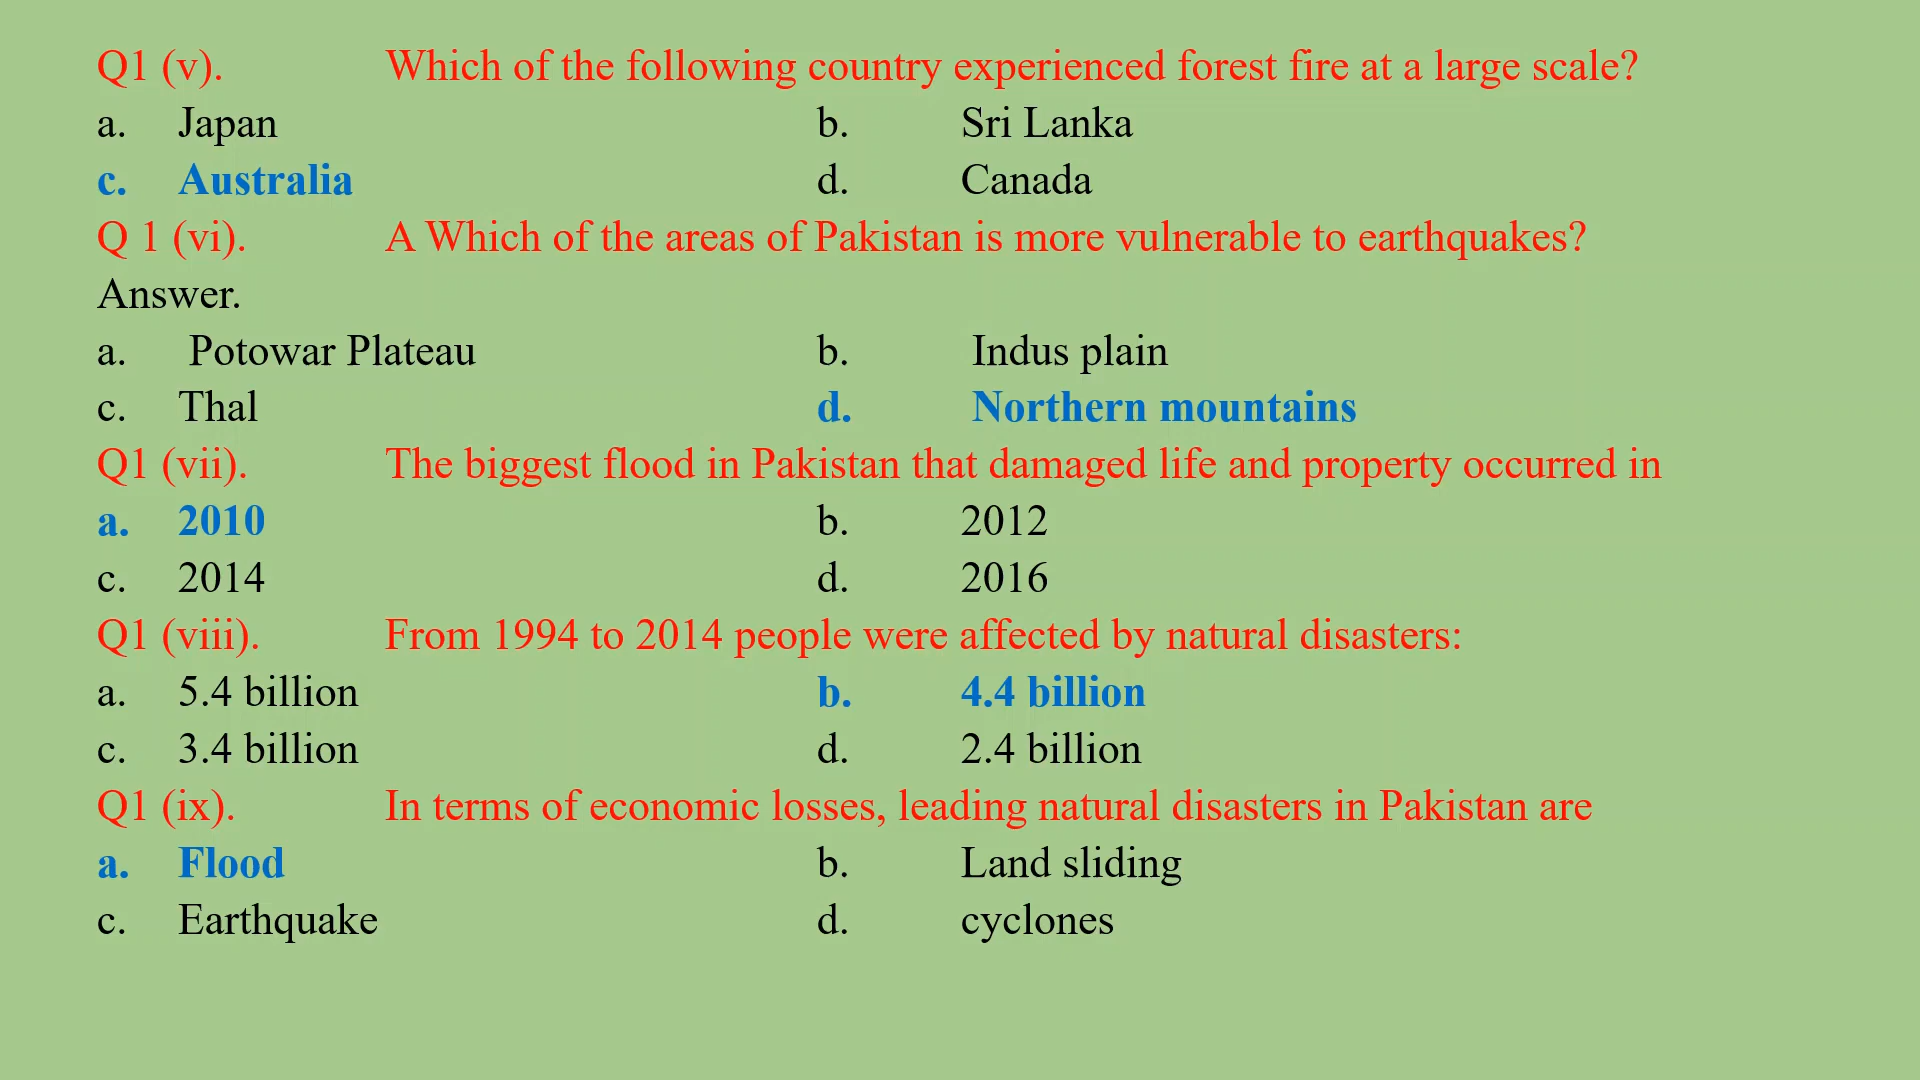 Q1 (v). Which of the following country experienced forest fire at a large scale?
a. Japan b. Sri Lanka
c. Australia d. Canada
Q 1 (vi). A Which of the areas of Pakistan is more vulnerable to earthquakes?
Answer.
a. Potowar Plateau b. Indus plain
c. Thal d. Northern mountains
Q1 (vii). The biggest flood in Pakistan that damaged life and property occurred in
a. 2010 b. 2012
c. 2014 d. 2016
Q1 (viii). From 1994 to 2014 people were affected by natural disasters:
a. 5.4 billion b. 4.4 billion
c. 3.4 billion d. 2.4 billion
Q1 (ix). In terms of economic losses, leading natural disasters in Pakistan are
a. Flood b. Land sliding
c. Earthquake d. cyclones